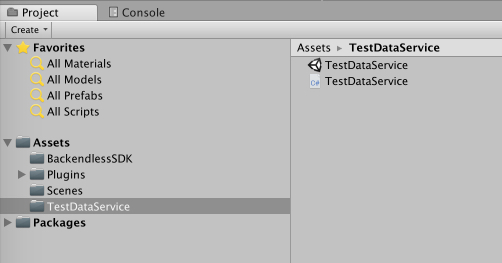 Project
Console
Create
Favorites
All Materials
All Models
All Prefabs
All Scripts
Assets
BackendlessSDK
Plugins
Scenes
TestDataService
Packages
Assets TestDataService
TestDataService
C# TestDataService